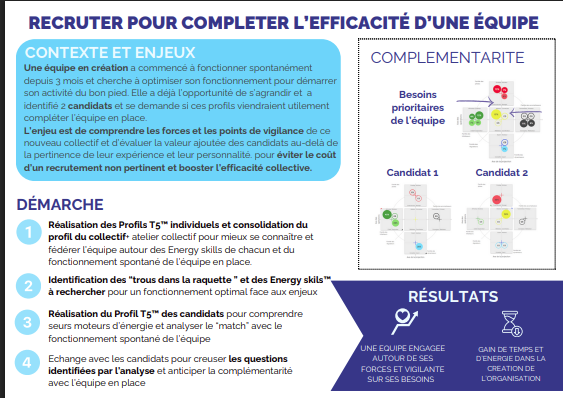 RECRUTER POUR COMPLETER L'EFFICACITÉ D'UNE ÉQUIPE
CONTEXTE ET ENJEUX
Une équipe en création a commencé à fonctionner spontanément
depuis 3 mois et cherche à optimiser son fonctionnement pour démarrer
son activité du bon pied. Elle a déjà l'opportunité de s'agrandir et a
identifié 2 candidats et se demande si ces profils viendraient utilement
compléter l'équipe en place.
L'enjeu est de comprendre les forces et les points de vigilance de ce
nouveau collectif et d'évaluer la valeur ajoutée des candidats au-delà de
la pertinence de leur expérience et leur personnalité, pour éviter le coût
d'un recrutement non pertinent et booster l'efficacité collective.
COMPLEMENTARITE
Besoins
prioritaires
de l'équipe
Candidat 1
Candidat 2
DÉMARCHE
1
Réalisation des Profils T5™ individuels et consolidation du
profil du collectif+ atelier collectif pour mieux se connaître et
fédérer l'équipe autour des Energy skills de chacun et du
fonctionnement spontané de l'équipe en place.
2
Identification des "trous dans la raquette " et des Energy skils™
à rechercher pour un fonctionnement optimal face aux enjeux
3
Réalisation du Profil T5™ des candidats pour comprendre
seurs moteurs d'énergie et analyser le "match" avec le
fonctionnement spontané de l'équipe
4
Echange avec les candidats pour creuser les questions
identifiées par l'analyse et anticiper la complémentarité
avec l'équipe en place
RÉSULTATS
UNE EQUIPE ENGAGEE
AUTOUR DE SES
FORCES ET VIGILANTE
SUR SES BESOINS
GAIN DE TEMPS ET
D'ENERGIE DANS LA
CREATION DE
L'ORGANISATION